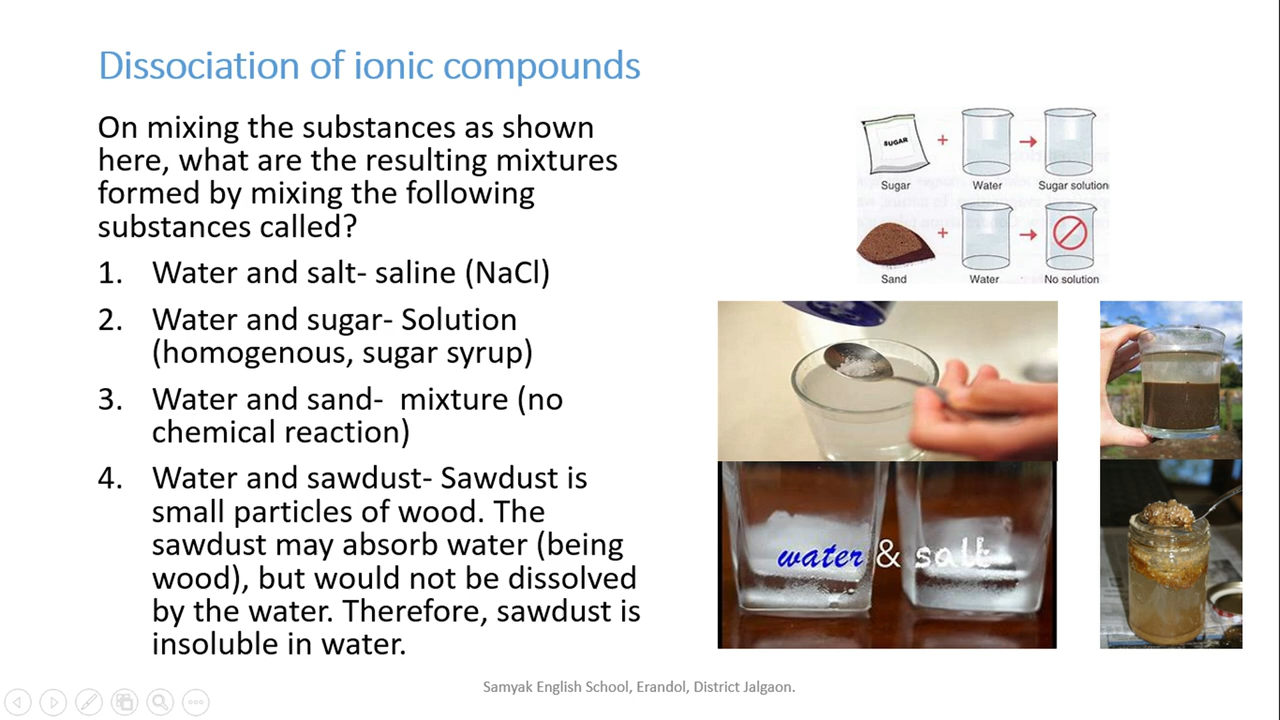 Dissociation of ionic compounds
On mixing the substances as shown
here, what are the resulting mixtures
formed by mixing the following
substances called?
1. Water and salt- saline (NaCl)
2. Water and sugar- Solution
(homogenous, sugar syrup)
3. Water and sand- mixture (no
chemical reaction)
4. Water and sawdust- Sawdust is
small particles of wood. The
sawdust may absorb water (being
wood), but would not be dissolved
by the water. Therefore, sawdust is
insoluble in water.
SUGAR
+
Sugar Water Sugar solution
+
Sand Water No solution
water & salt
Samyak English School, Erandol, District Jalgaon.